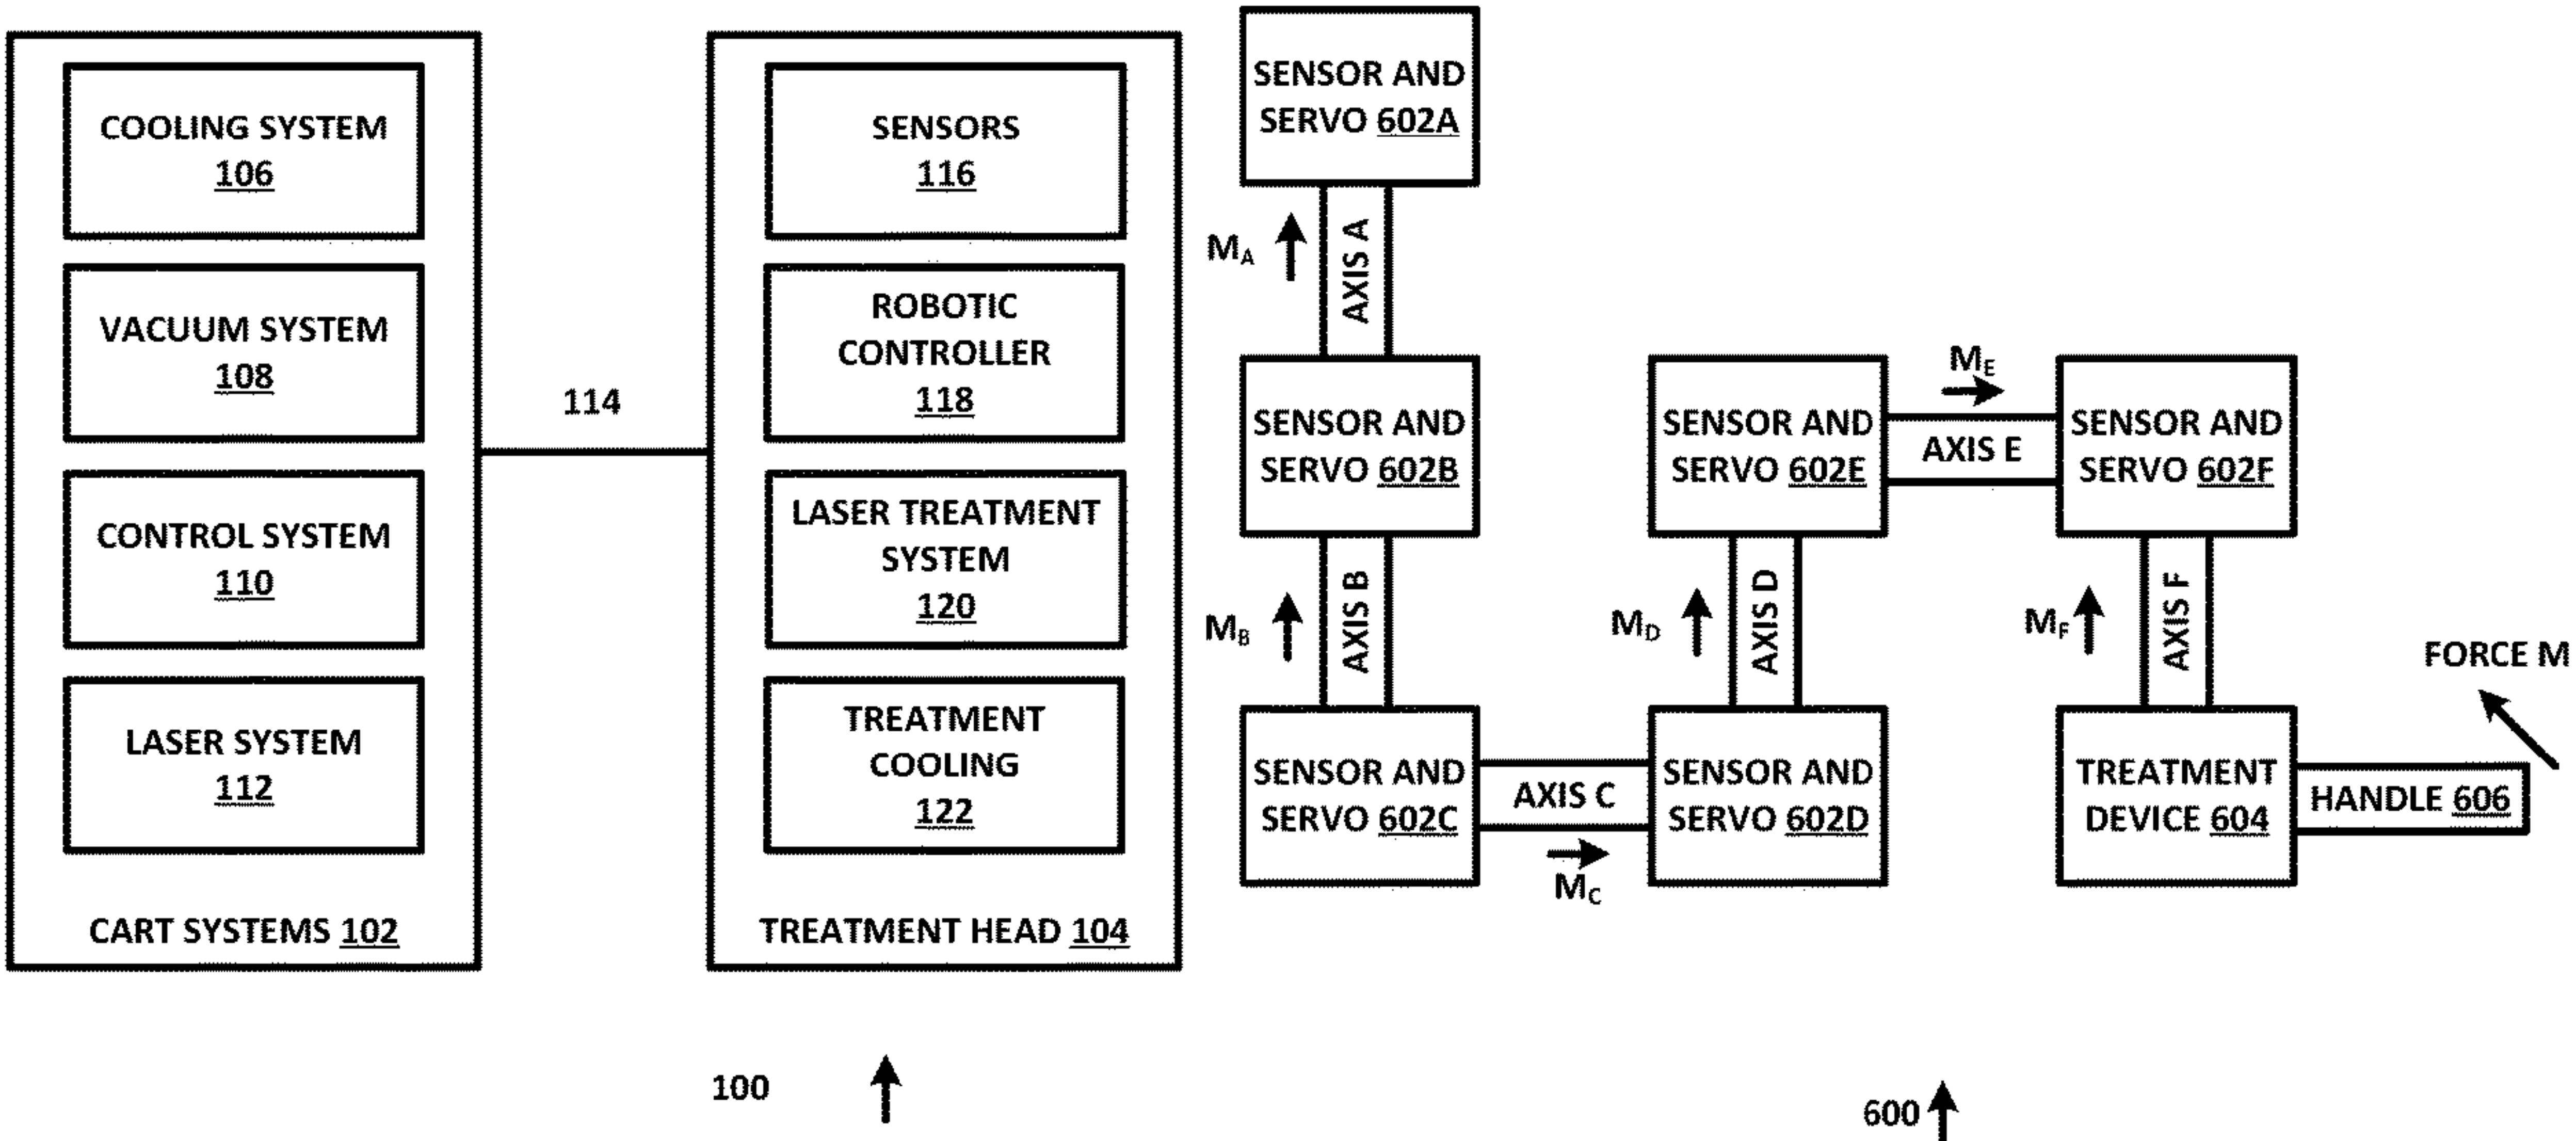 COOLING SYSTEM
106
VACUUM SYSTEM
108
CONTROL SYSTEM
110
LASER SYSTEM
112
CART SYSTEMS 102
114
SENSORS
116
ROBOTIC
CONTROLLER
118
LASER TREATMENT
SYSTEM
120
TREATMENT
COOLING
122
TREATMENT HEAD 104
100
SENSOR AND
SERVO 602A
MA
AXIS A
SENSOR AND
SERVO 602B
MB
AXIS B
SENSOR AND
SERVO 602C
AXIS C
MC
SENSOR AND
SERVO 602D
MD
AXIS D
SENSOR AND
SERVO 602E
ME
AXIS E
SENSOR AND
SERVO 602F
MF
AXIS F
TREATMENT
DEVICE 604
HANDLE 606
FORCE M
600